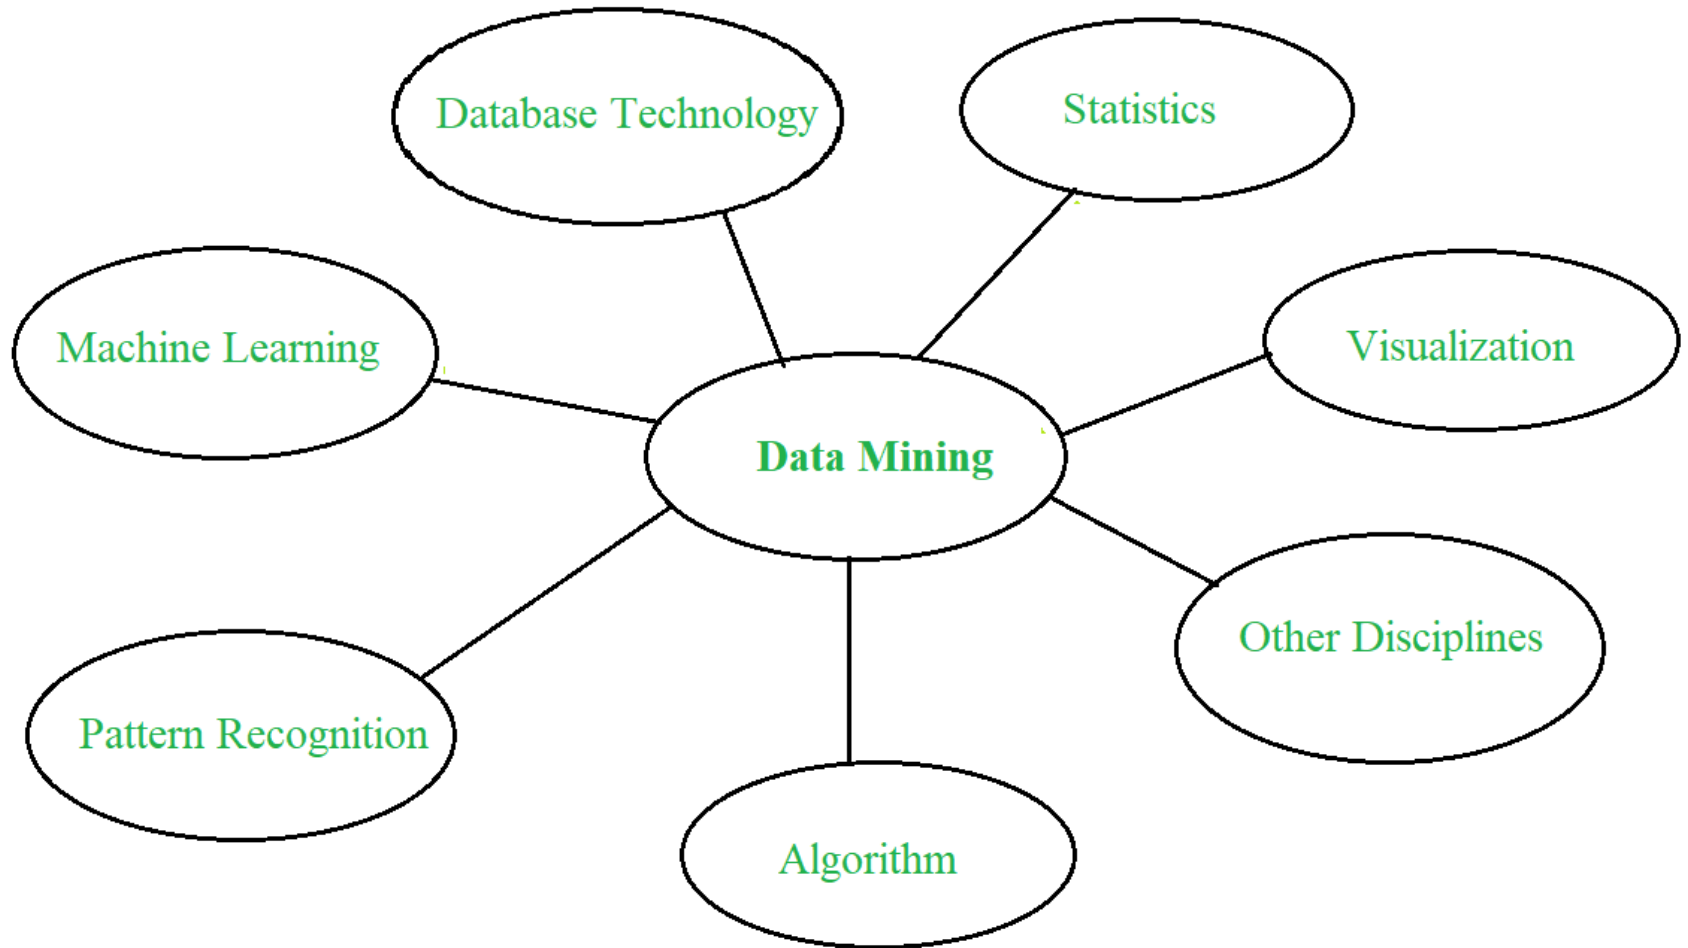 Database Technology
Statistics
Machine Learning
Visualization
Data Mining
Other Disciplines
Pattern Recognition
Algorithm